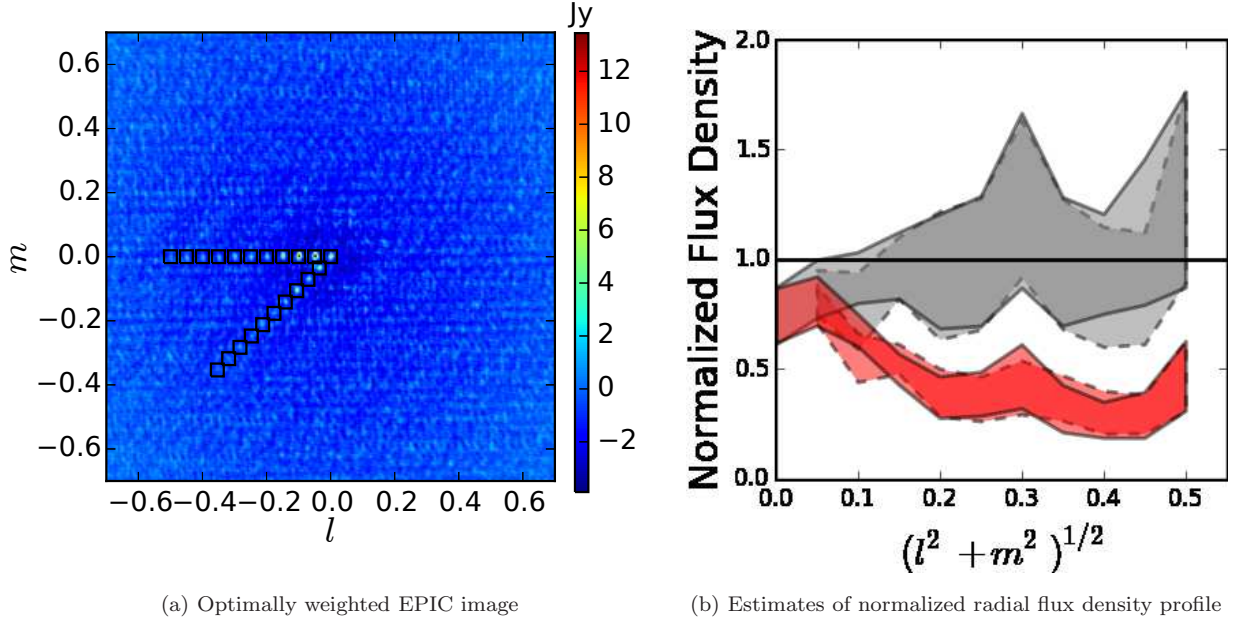 Jy
0.6
0.4
0.2
0.0
−0.2
−0.4
−0.6
m
−0.6−0.4−0.2 0.0 0.2 0.4 0.6
l
12
10
8
6
4
2
0
−2
(a) Optimally weighted EPIC image
Normalized Flux Density
2.0
1.5
1.0
0.5
0.0
0.0 0.1 0.2 0.3 0.4 0.5
(l² + m²)^{1/2}
(b) Estimates of normalized radial flux density profile